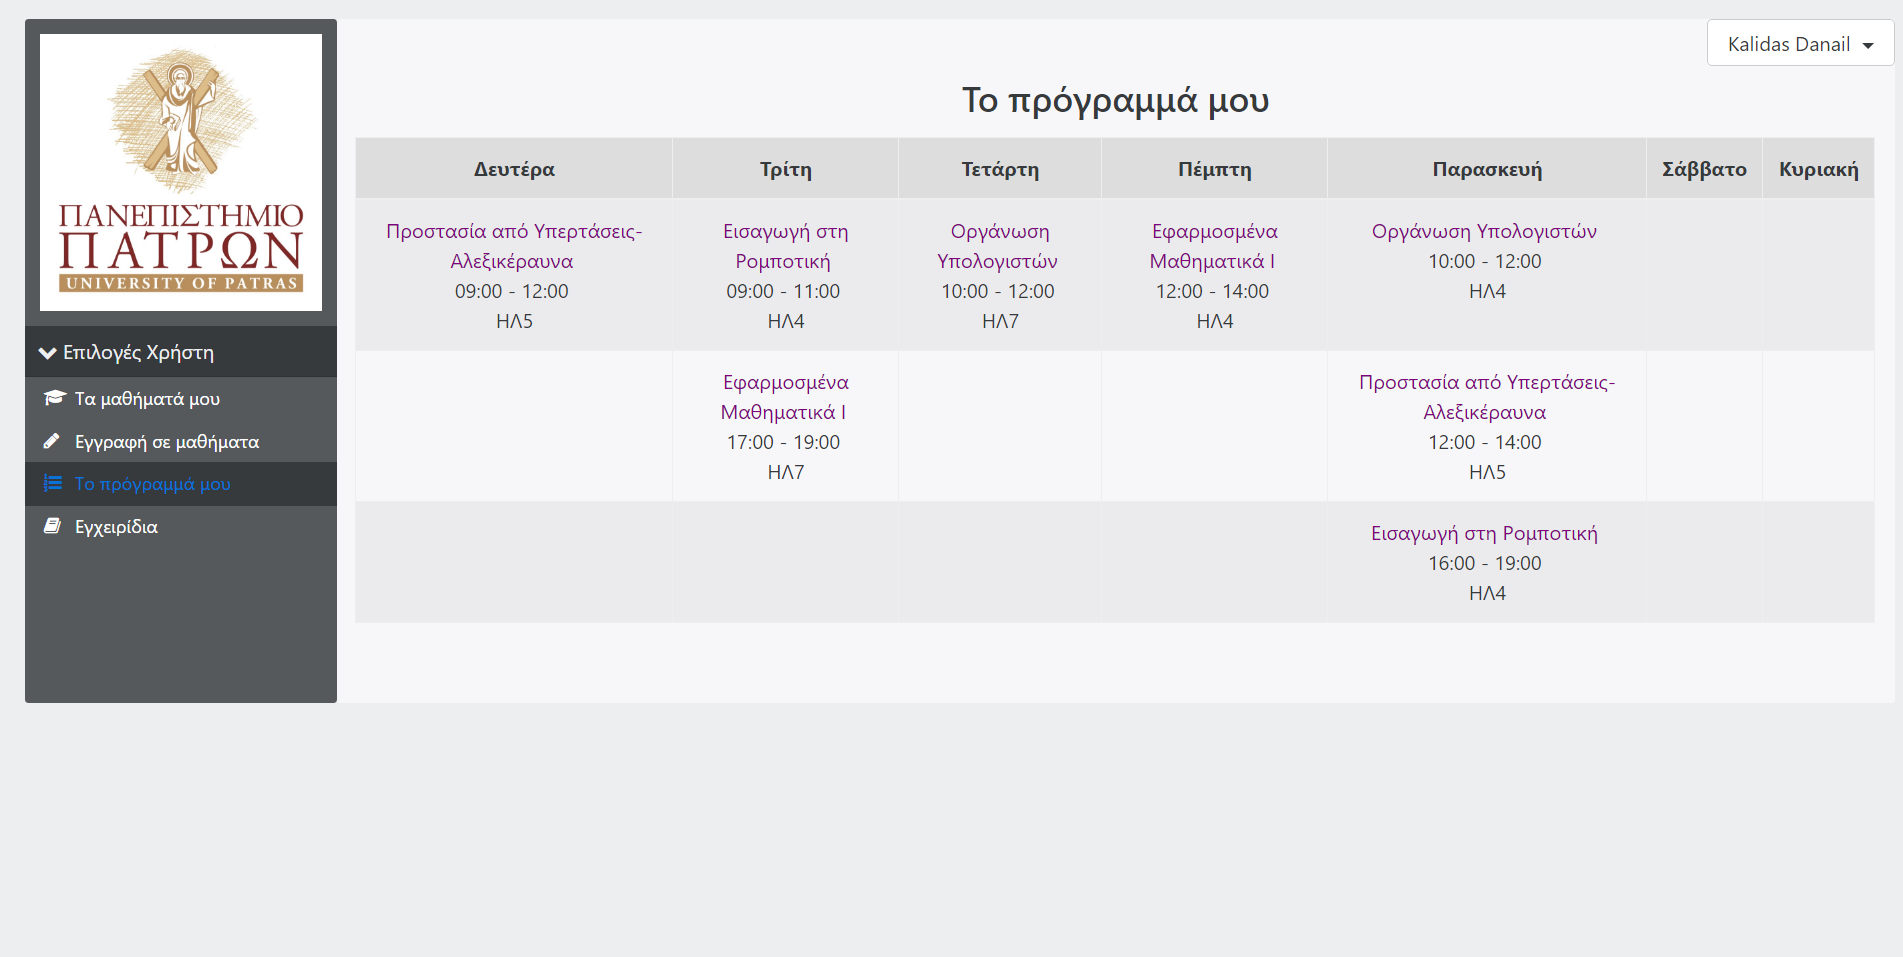 Kalidas Danail
ΠΑΝΕΠΙΣΤΗΜΙΟ
ΠΑΤΡΩΝ
UNIVERSITY OF PATRAS
Επιλογές Χρήστη
Τα μαθήματά μου
Εγγραφή σε μαθήματα
Το πρόγραμμά μου
Εγχειρίδια
Το πρόγραμμά μου
Δευτέρα
Τρίτη
Τετάρτη
Πέμπτη
Παρασκευή
Σάββατο
Κυριακή
Προστασία από Υπερτάσεις-
Αλεξικέραυνα
09:00 - 12:00
ΗΛ5
Εισαγωγή στη
Ρομποτική
09:00 - 11:00
ΗΛ4
Οργάνωση
Υπολογιστών
10:00 - 12:00
ΗΛ7
Εφαρμοσμένα
Μαθηματικά Ι
12:00 - 14:00
ΗΛ4
Οργάνωση Υπολογιστών
10:00 - 12:00
ΗΛ4
Εφαρμοσμένα
Μαθηματικά Ι
17:00 - 19:00
ΗΛ7
Προστασία από Υπερτάσεις-
Αλεξικέραυνα
12:00 - 14:00
ΗΛ5
Εισαγωγή στη Ρομποτική
16:00 - 19:00
ΗΛ4